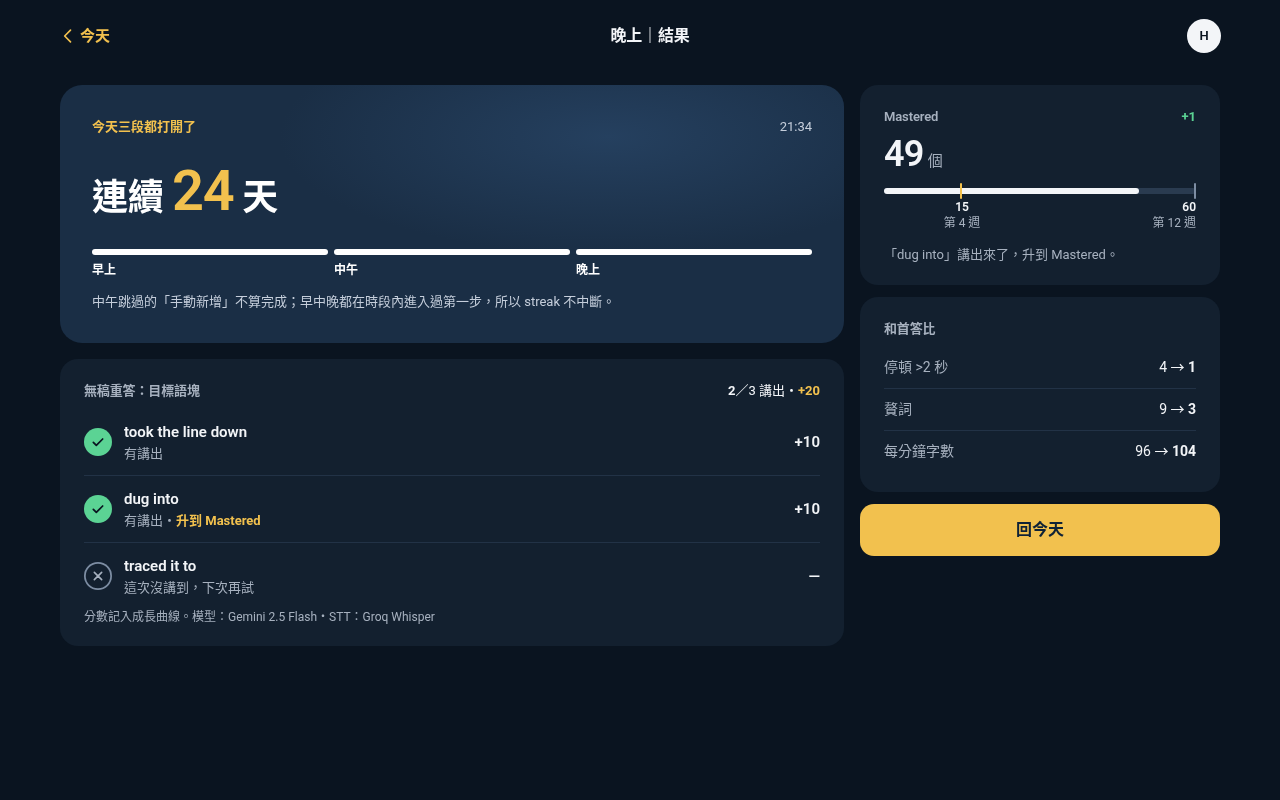 今天
晚上｜結果
H
今天三段都打開了
21:34
連續 24 天
早上
中午
晚上
中午跳過的「手動新增」不算完成；早中晚都在時段內進入過第一步，所以 streak 不中斷。
無稿重答：目標語塊
2／3 講出・+20
took the line down
有講出
+10
dug into
有講出・升到 Mastered
+10
traced it to
這次沒講到，下次再試
–
分數記入成長曲線。模型：Gemini 2.5 Flash・STT：Groq Whisper
Mastered
+1
49 個
15
60
第 4 週
第 12 週
「dug into」講出來了，升到 Mastered。
和首答比
停頓 >2 秒
4 → 1
贅詞
9 → 3
每分鐘字數
96 → 104
回今天